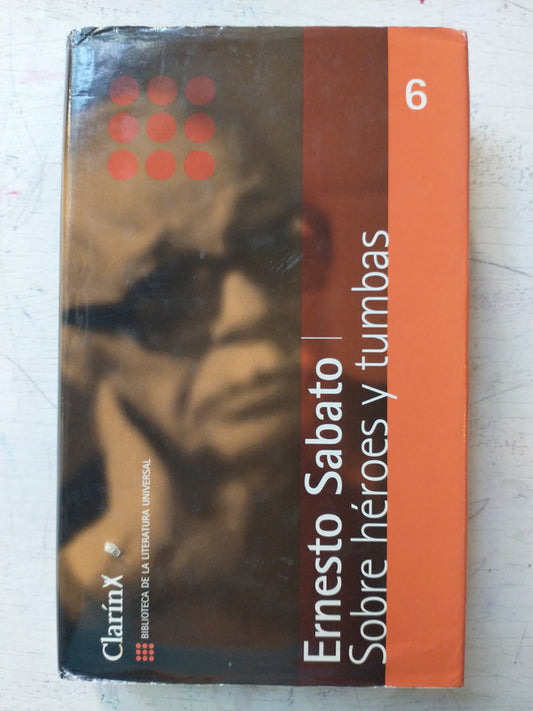 6
Ernesto Sabato |
Sobre héroes y tumbas
Clarín
BIBLIOTECA DE LA LITERATURA UNIVERSAL